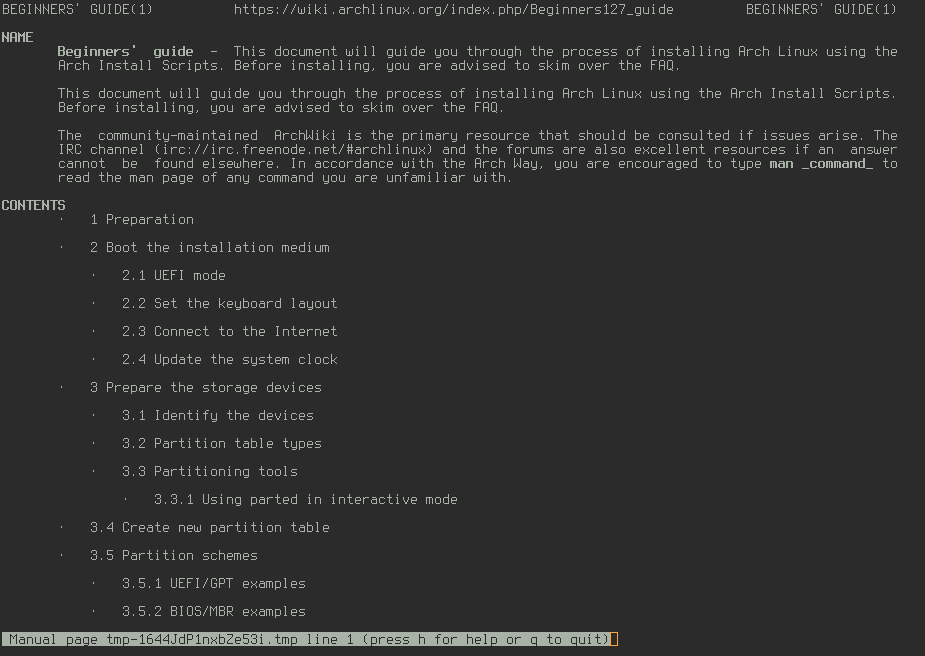 BEGINNERS' GUIDE(1) https://wiki.archlinux.org/index.php/Beginners127_guide BEGINNERS' GUIDE(1)
NAME
Beginners' guide - This document will guide you through the process of installing Arch Linux using the
Arch Install Scripts. Before installing, you are advised to skim over the FAQ.
This document will guide you through the process of installing Arch Linux using the Arch Install Scripts.
Before installing, you are advised to skim over the FAQ.
The community-maintained ArchWiki is the primary resource that should be consulted if issues arise. The
IRC channel (irc://irc.freenode.net/#archlinux) and the forums are also excellent resources if an answer
cannot be found elsewhere. In accordance with the Arch Way, you are encouraged to type man _command_ to
read the man page of any command you are unfamiliar with.
CONTENTS
· 1 Preparation
· 2 Boot the installation medium
· 2.1 UEFI mode
· 2.2 Set the keyboard layout
· 2.3 Connect to the Internet
· 2.4 Update the system clock
· 3 Prepare the storage devices
· 3.1 Identify the devices
· 3.2 Partition table types
· 3.3 Partitioning tools
· 3.3.1 Using parted in interactive mode
· 3.4 Create new partition table
· 3.5 Partition schemes
· 3.5.1 UEFI/GPT examples
· 3.5.2 BIOS/MBR examples
Manual page tmp-1644JdP1nxbZe53i.tmp line 1 (press h for help or q to quit)